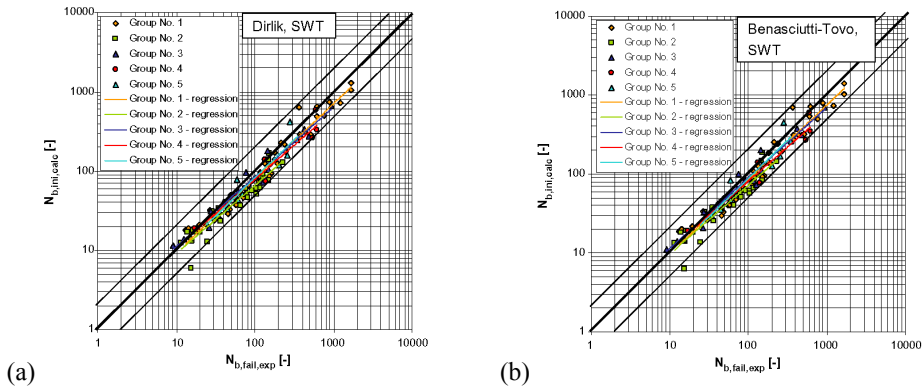 10000
1000
100
10
1
N_b,ini,calc [-]
Group No. 1
Group No. 2
Group No. 3
Group No. 4
Group No. 5
Group No. 1 - regression
Group No. 2 - regression
Group No. 3 - regression
Group No. 4 - regression
Group No. 5 - regression
Dirlik, SWT
1 10 100 1000 10000
N_b,fail,exp [-]
(a)
10000
1000
100
10
1
N_b,ini,calc [-]
Group No. 1
Group No. 2
Group No. 3
Group No. 4
Group No. 5
Group No. 1 - regression
Group No. 2 - regression
Group No. 3 - regression
Group No. 4 - regression
Group No. 5 - regression
Benasciutti-Tovo,
SWT
1 10 100 1000 10000
N_b,fail,exp [-]
(b)